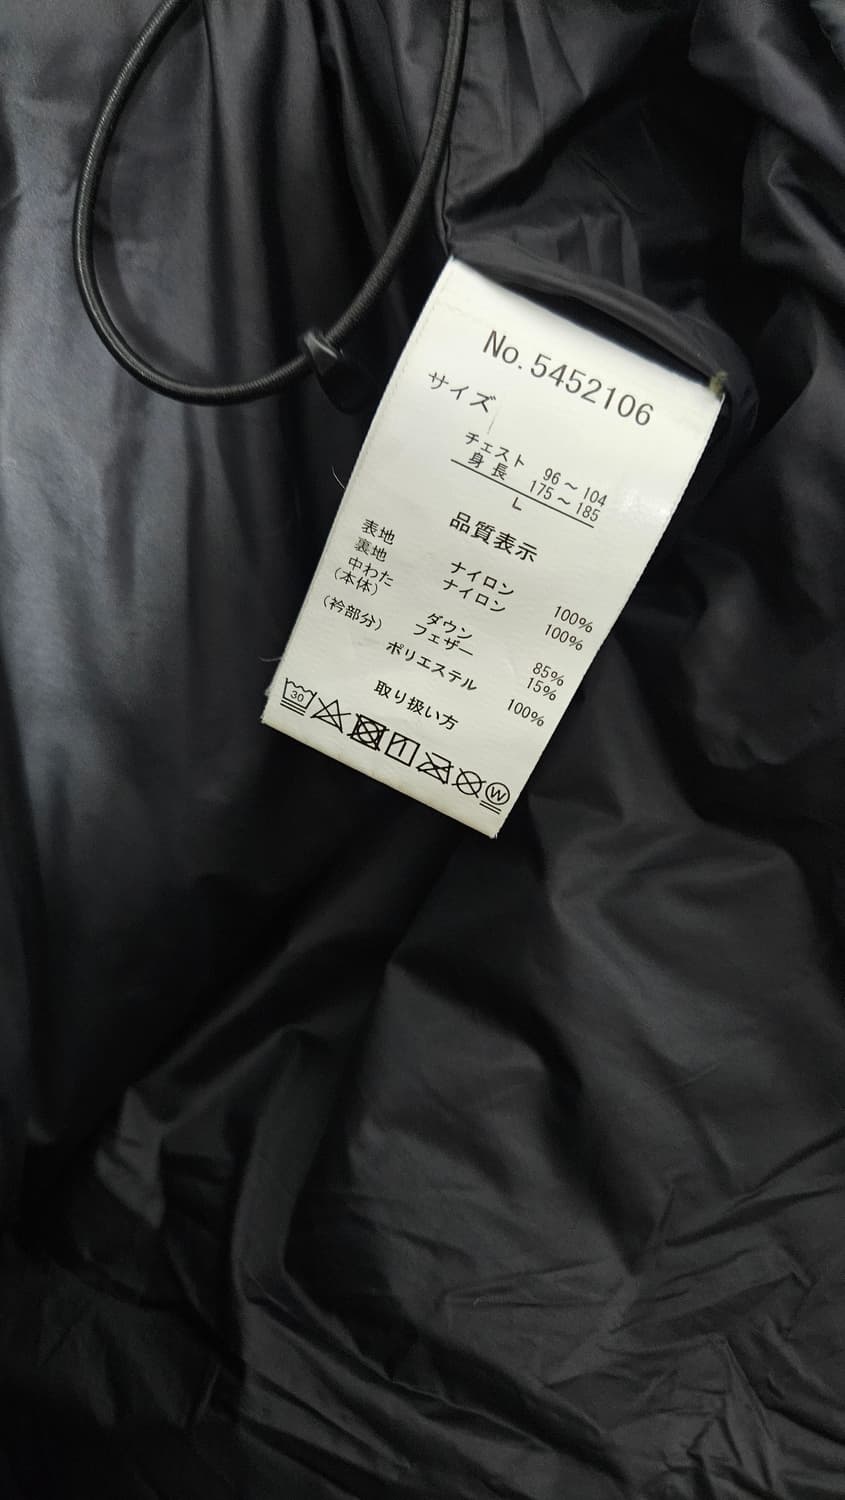 No.5452106
サイズ
チェスト 96～104
身長 175～185
L
品質表示
表地 ナイロン 100%
裏地 ナイロン 100%
中わた
(本体) ダウン 85%
フェザー 15%
(衿部分) ポリエステル 100%
取り扱い方
30 W